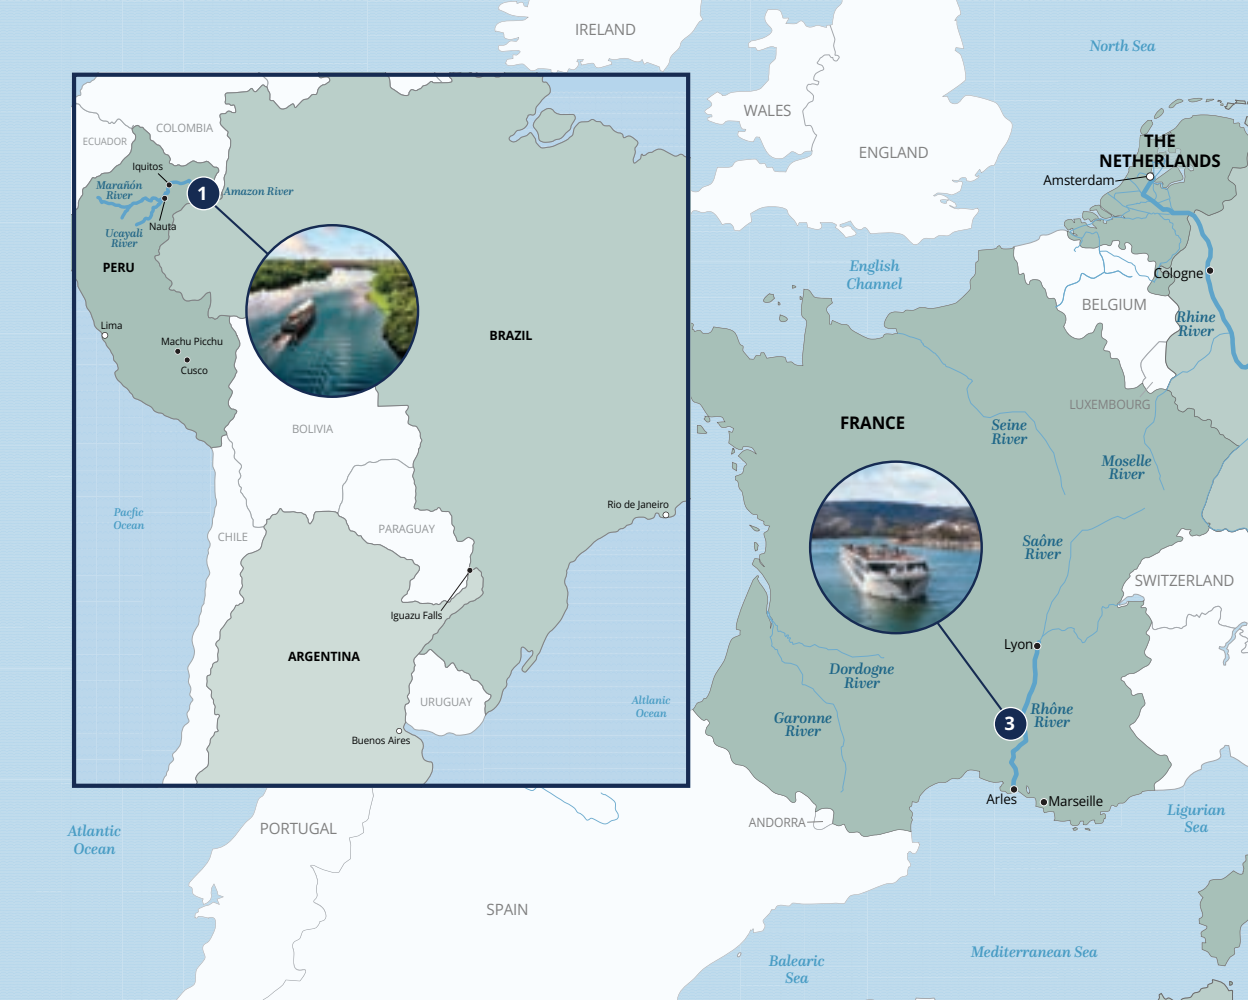 IRELAND
North Sea
WALES
ENGLAND
THE
NETHERLANDS
Amsterdam
ECUADOR
COLOMBIA
Iquitos
Marañón
River
1
Amazon River
Nauta
Ucayali
River
PERU
Lima
Machu Picchu
Cusco
BRAZIL
BOLIVIA
Pacfic
Ocean
CHILE
PARAGUAY
Rio de Janeiro
Iguazu Falls
ARGENTINA
URUGUAY
Altlanic
Ocean
Buenos Aires
English
Channel
BELGIUM
Cologne
Rhine
River
LUXEMBOURG
FRANCE
Seine
River
Moselle
River
Saône
River
SWITZERLAND
Lyon
Dordogne
River
Garonne
River
3
Rhône
River
Arles
Marseille
ANDORRA
Ligurian
Sea
Atlantic
Ocean
PORTUGAL
SPAIN
Balearic
Sea
Mediterranean Sea